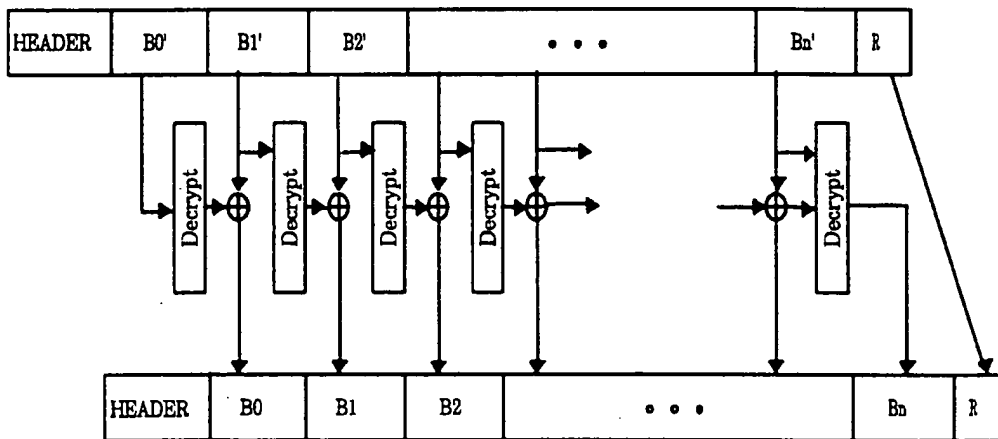 HEADER B0' B1' B2' • • • Bn' R
Decrypt Decrypt Decrypt Decrypt Decrypt
HEADER B0 B1 B2 • • • Bn R